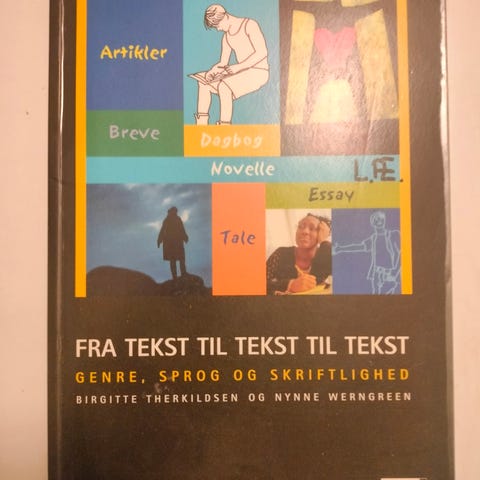 Artikler
Breve
Dagbog
Novelle
L.Æ.
Essay
Tale
FRA TEKST TIL TEKST TIL TEKST
GENRE, SPROG OG SKRIFTLIGHED
BIRGITTE THERKILDSEN OG NYNNE WERNGREEN